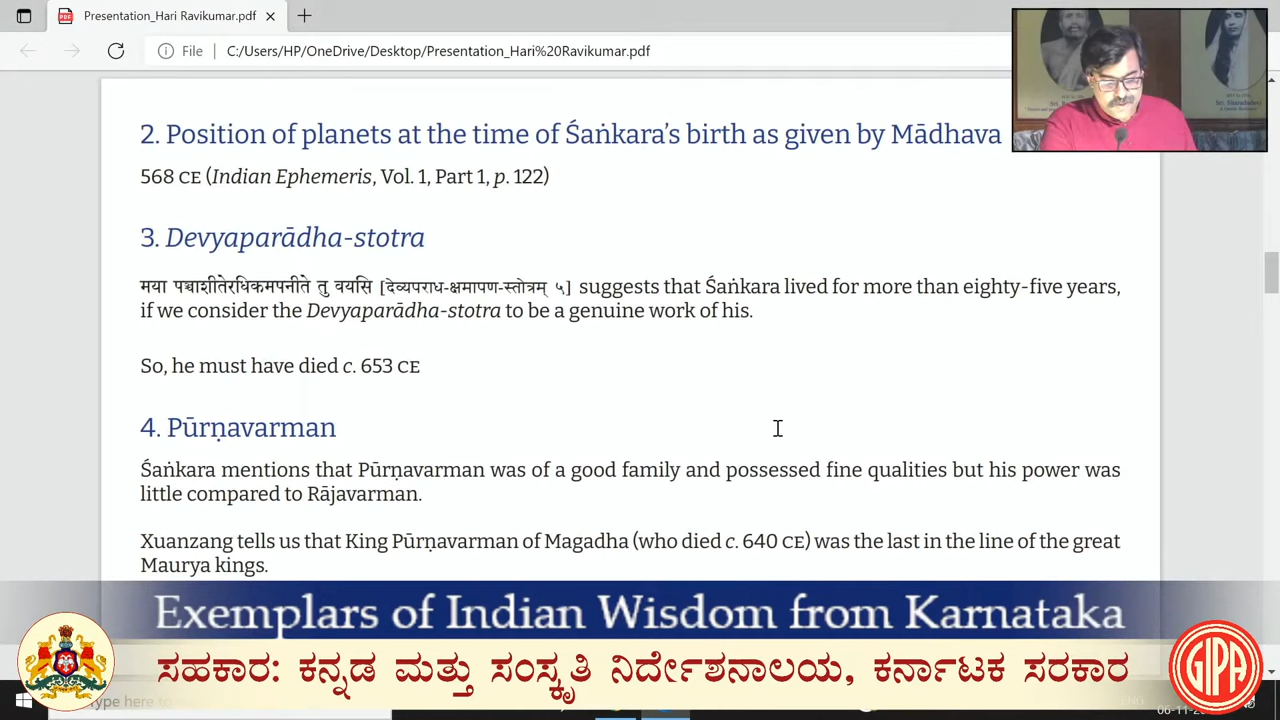 Presentation_Hari Ravikumar.pdf
File
C:/Users/HP/OneDrive/Desktop/Presentation_Hari%20Ravikumar.pdf
2. Position of planets at the time of Śaṅkara’s birth as given by Mādhava
568 CE (Indian Ephemeris, Vol. 1, Part 1, p. 122)
3. Devyaparādha-stotra
मया पञ्चाशीतेरधिकमपनीते तु वयसि [देव्यपराध-क्षमापण-स्तोत्रम् ५] suggests that Śaṅkara lived for more than eighty-five years,
if we consider the Devyaparādha-stotra to be a genuine work of his.
So, he must have died c. 653 CE
4. Pūrṇavarman
Śaṅkara mentions that Pūrṇavarman was of a good family and possessed fine qualities but his power was
little compared to Rājavarman.
Xuanzang tells us that King Pūrṇavarman of Magadha (who died c. 640 CE) was the last in the line of the great
Maurya kings.
Exemplars of Indian Wisdom from Karnataka
ಸಹಕಾರ: ಕನ್ನಡ ಮತ್ತು ಸಂಸ್ಕೃತಿ ನಿರ್ದೇಶನಾಲಯ, ಕರ್ನಾಟಕ ಸರಕಾರ
GIPA
Type here to
ENG